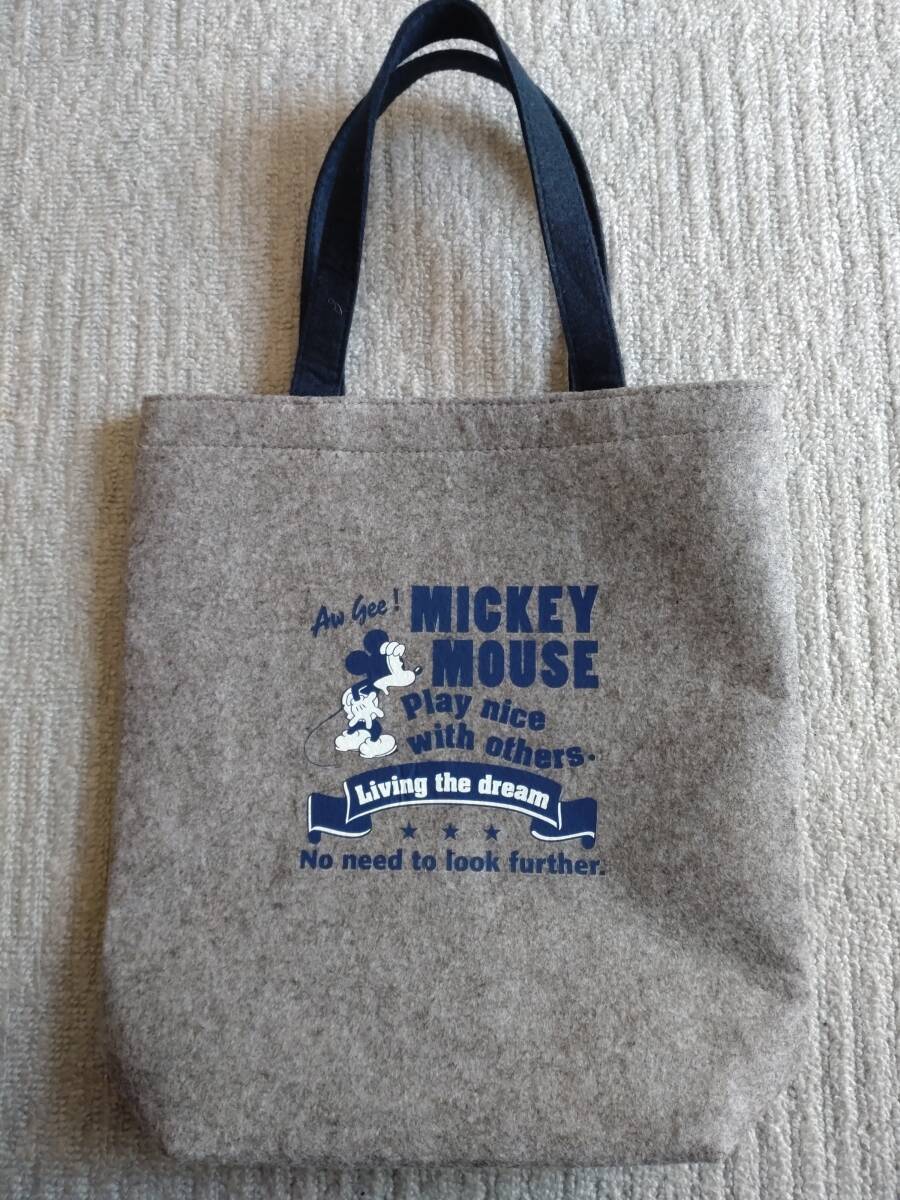 Aw Gee!
MICKEY
MOUSE
Play nice
with others.
Living the dream
No need to look further.